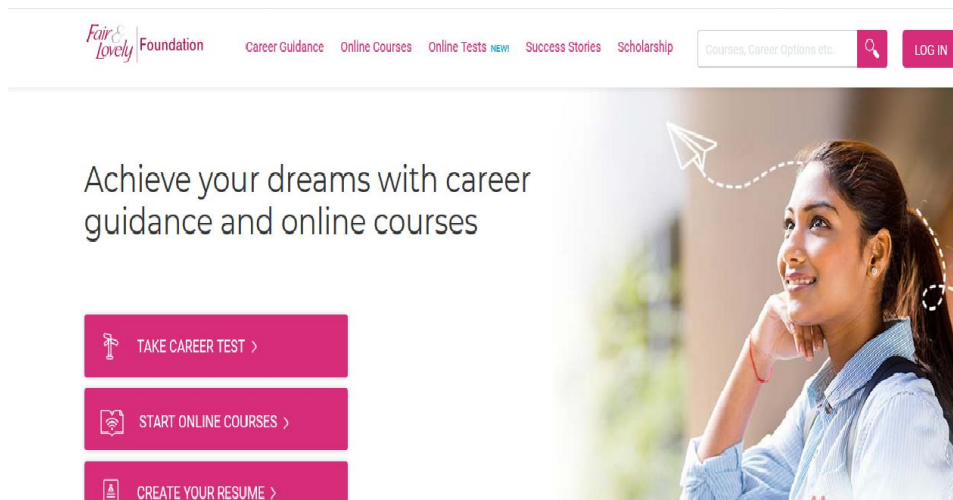 Fair &
Lovely Foundation
Career Guidance Online Courses Online Tests NEW! Success Stories Scholarship
Courses, Career Options etc.
LOG IN
Achieve your dreams with career
guidance and online courses
TAKE CAREER TEST >
START ONLINE COURSES >
CREATE YOUR RESUME >